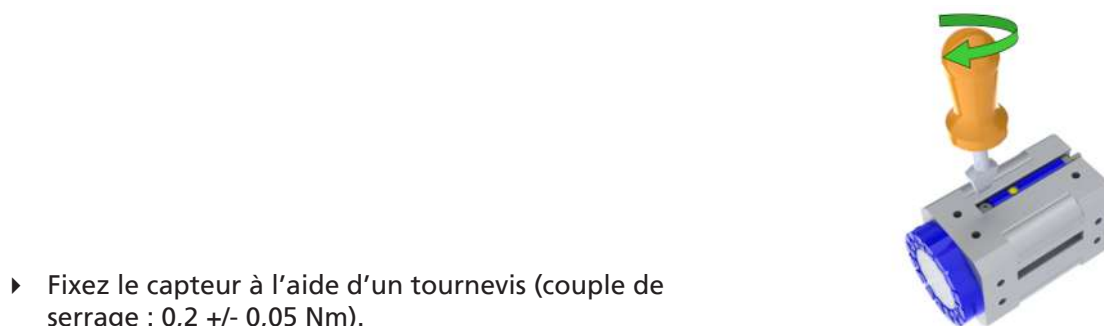 Fixez le capteur à l’aide d’un tournevis (couple de
serrage : 0,2 +/- 0,05 Nm).